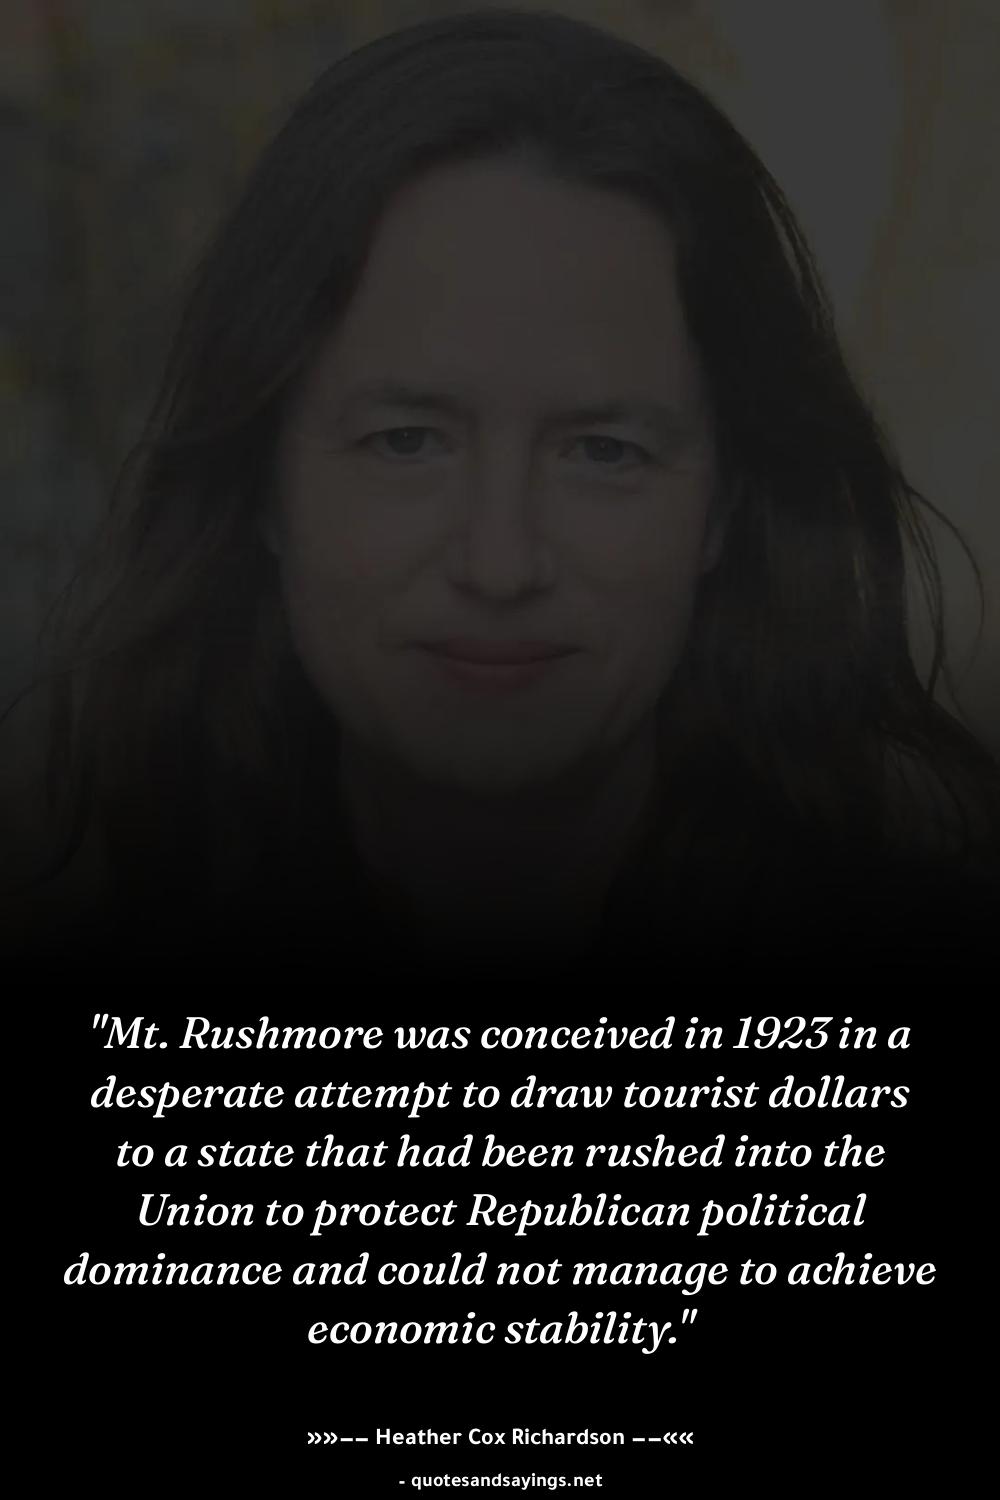 "Mt. Rushmore was conceived in 1923 in a
desperate attempt to draw tourist dollars
to a state that had been rushed into the
Union to protect Republican political
dominance and could not manage to achieve
economic stability."
»»−− Heather Cox Richardson −−««
- quotesandsayings.net